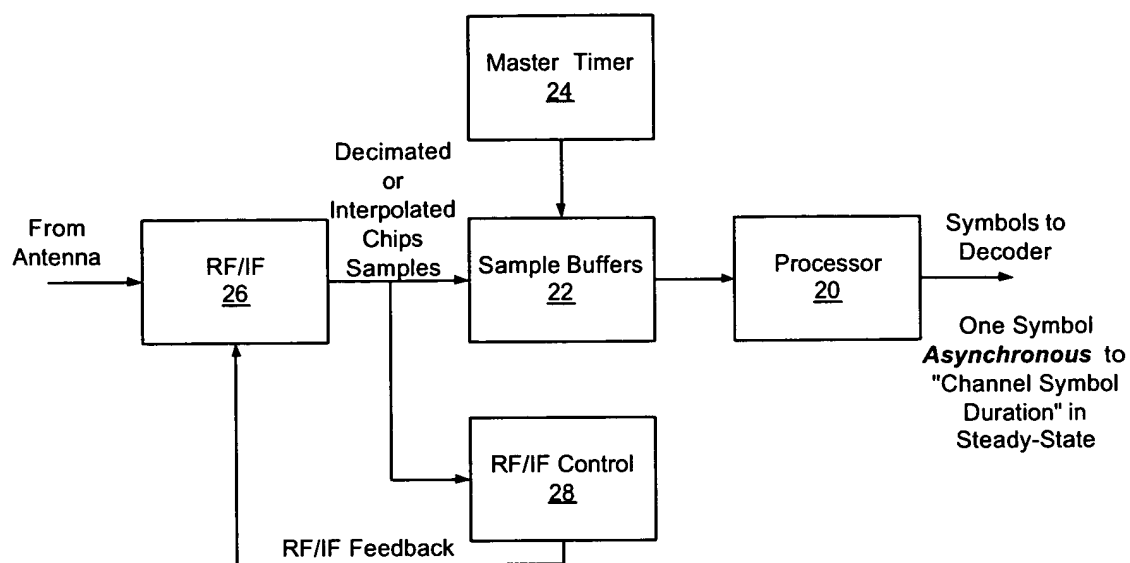 Master Timer
24
Decimated
or
Interpolated
Chips
Samples
From
Antenna
RF/IF
26
Sample Buffers
22
Processor
20
Symbols to
Decoder
One Symbol
Asynchronous to
"Channel Symbol
Duration" in
Steady-State
RF/IF Control
28
RF/IF Feedback